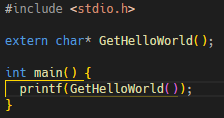 #include <stdio.h>
extern char* GetHelloWorld();
int main() {
printf(GetHelloWorld());
}